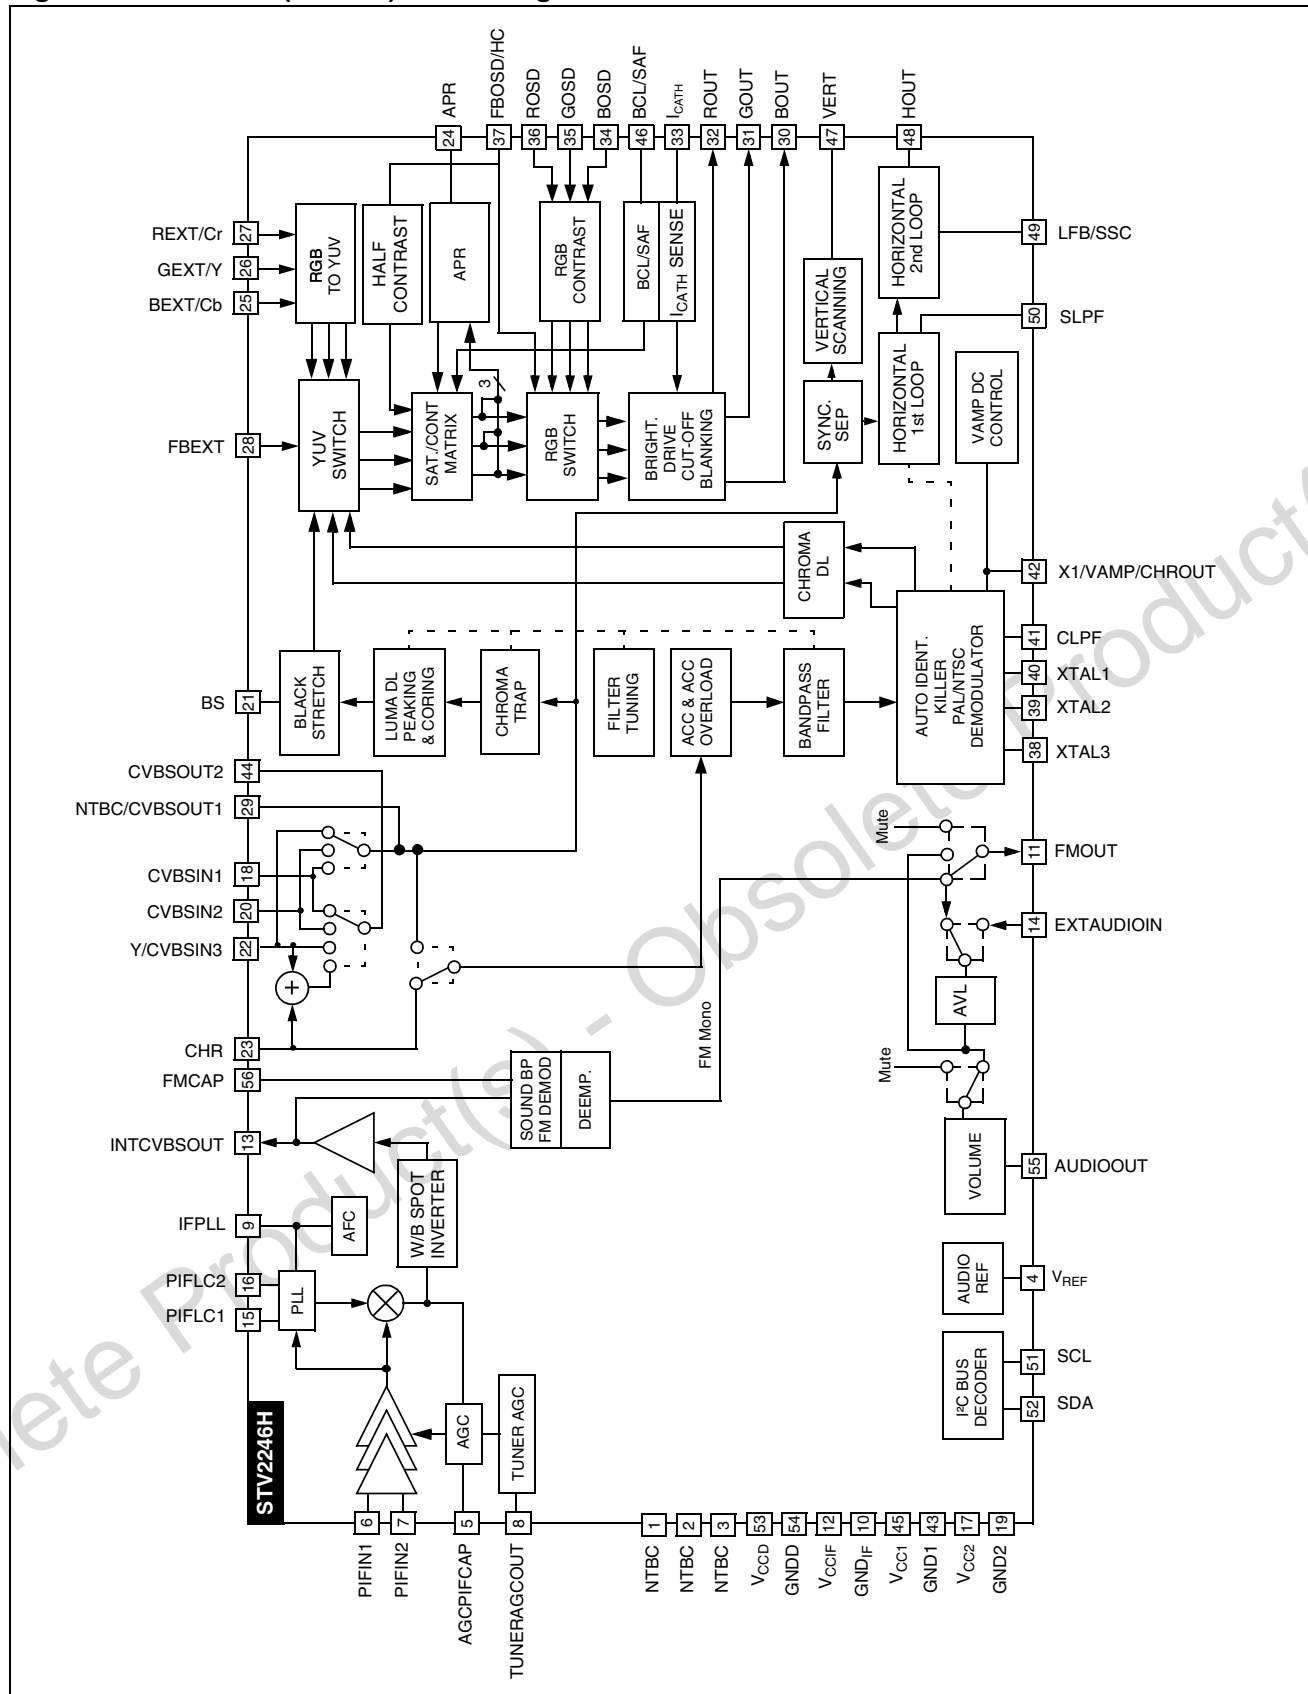 APR
FBOSD/HC
ROSD
GOSD
BOSD
BCL/SAF
ICATH
ROUT
GOUT
BOUT
VERT
HOUT
24
37
36
35
34
46
33
32
31
30
47
48
REXT/Cr
27
GEXT/Y
26
BEXT/Cb
25
RGB
TO YUV
HALF
CONTRAST
APR
RGB
CONTRAST
BCL/SAF
ICATH SENSE
VERTICAL
SCANNING
HORIZONTAL
2nd LOOP
49
LFB/SSC
50
SLPF
FBEXT
28
YUV
SWITCH
SAT./CONT
MATRIX
3
RGB
SWITCH
BRIGHT.
DRIVE
CUT-OFF
BLANKING
SYNC.
SEP
HORIZONTAL
1st LOOP
VAMP DC
CONTROL
CHROMA
DL
42
X1/VAMP/CHROUT
41
CLPF
40
XTAL1
39
XTAL2
38
XTAL3
BS
21
BLACK
STRETCH
LUMA DL
PEAKING
& CORING
CHROMA
TRAP
FILTER
TUNING
ACC & ACC
OVERLOAD
BANDPASS
FILTER
AUTO IDENT.
KILLER
PAL/NTSC
DEMODULATOR
CVBSOUT2
44
NTBC/CVBSOUT1
29
CVBSIN1
18
CVBSIN2
20
Y/CVBSIN3
22
+
CHR
23
FMCAP
56
Mute
11
FMOUT
14
EXTAUDIOIN
AVL
FM Mono
Mute
SOUND BP
FM DEMOD
DEEMP.
INTCVBSOUT
13
W/B SPOT
INVERTER
VOLUME
55
AUDIOOUT
IFPLL
9
AFC
PIFLC2
16
PIFLC1
15
PLL
AUDIO
REF
4
VREF
I²C BUS
DECODER
51
SCL
52
SDA
AGC
TUNER AGC
STV2246H
6
7
5
8
1
2
3
53
54
12
10
45
43
17
19
PIFIN1
PIFIN2
AGCPIFCAP
TUNERAGCOUT
NTBC
NTBC
NTBC
VCCD
GNDD
VCCIF
GNDIF
VCC1
GND1
VCC2
GND2
lete Product(s) - Obsolete Product(